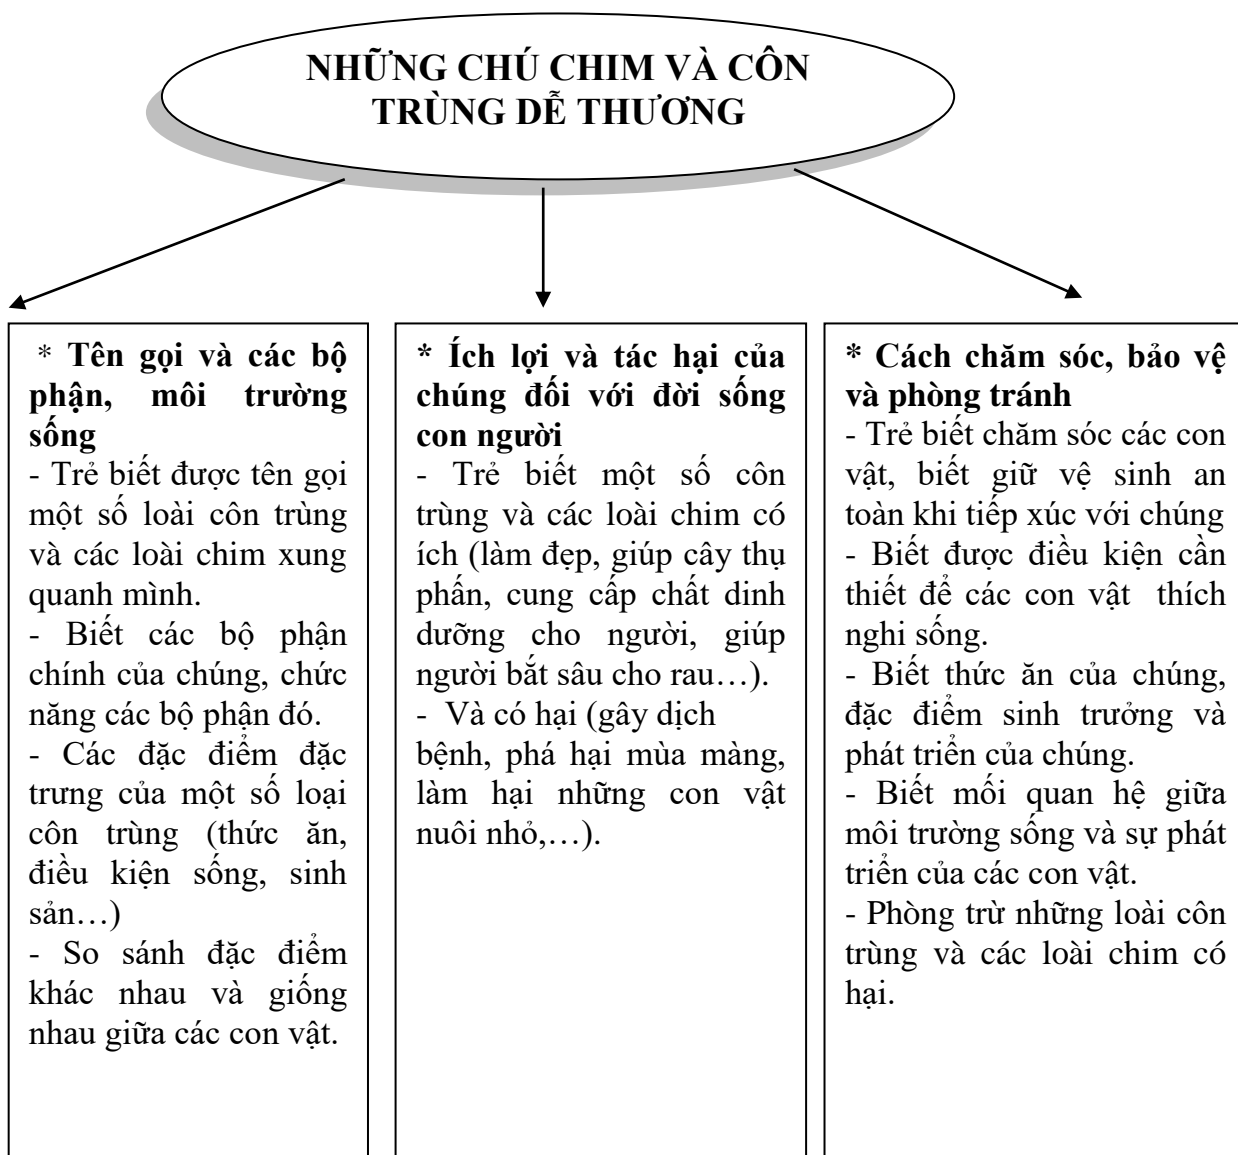 NHỮNG CHÚ CHIM VÀ CÔN
TRÙNG DỄ THƯƠNG
* Tên gọi và các bộ
phận, môi trường
sống
- Trẻ biết được tên gọi
một số loài côn trùng
và các loài chim xung
quanh mình.
- Biết các bộ phận
chính của chúng, chức
năng các bộ phận đó.
- Các đặc điểm đặc
trưng của một số loại
côn trùng (thức ăn,
điều kiện sống, sinh
sản…)
- So sánh đặc điểm
khác nhau và giống
nhau giữa các con vật.
* Ích lợi và tác hại của
chúng đối với đời sống
con người
- Trẻ biết một số côn
trùng và các loài chim có
ích (làm đẹp, giúp cây thụ
phấn, cung cấp chất dinh
dưỡng cho người, giúp
người bắt sâu cho rau…).
- Và có hại (gây dịch
bệnh, phá hại mùa màng,
làm hại những con vật
nuôi nhỏ,…).
* Cách chăm sóc, bảo vệ
và phòng tránh
- Trẻ biết chăm sóc các con
vật, biết giữ vệ sinh an
toàn khi tiếp xúc với chúng
- Biết được điều kiện cần
thiết để các con vật thích
nghi sống.
- Biết thức ăn của chúng,
đặc điểm sinh trưởng và
phát triển của chúng.
- Biết mối quan hệ giữa
môi trường sống và sự phát
triển của các con vật.
- Phòng trừ những loài côn
trùng và các loài chim có
hại.